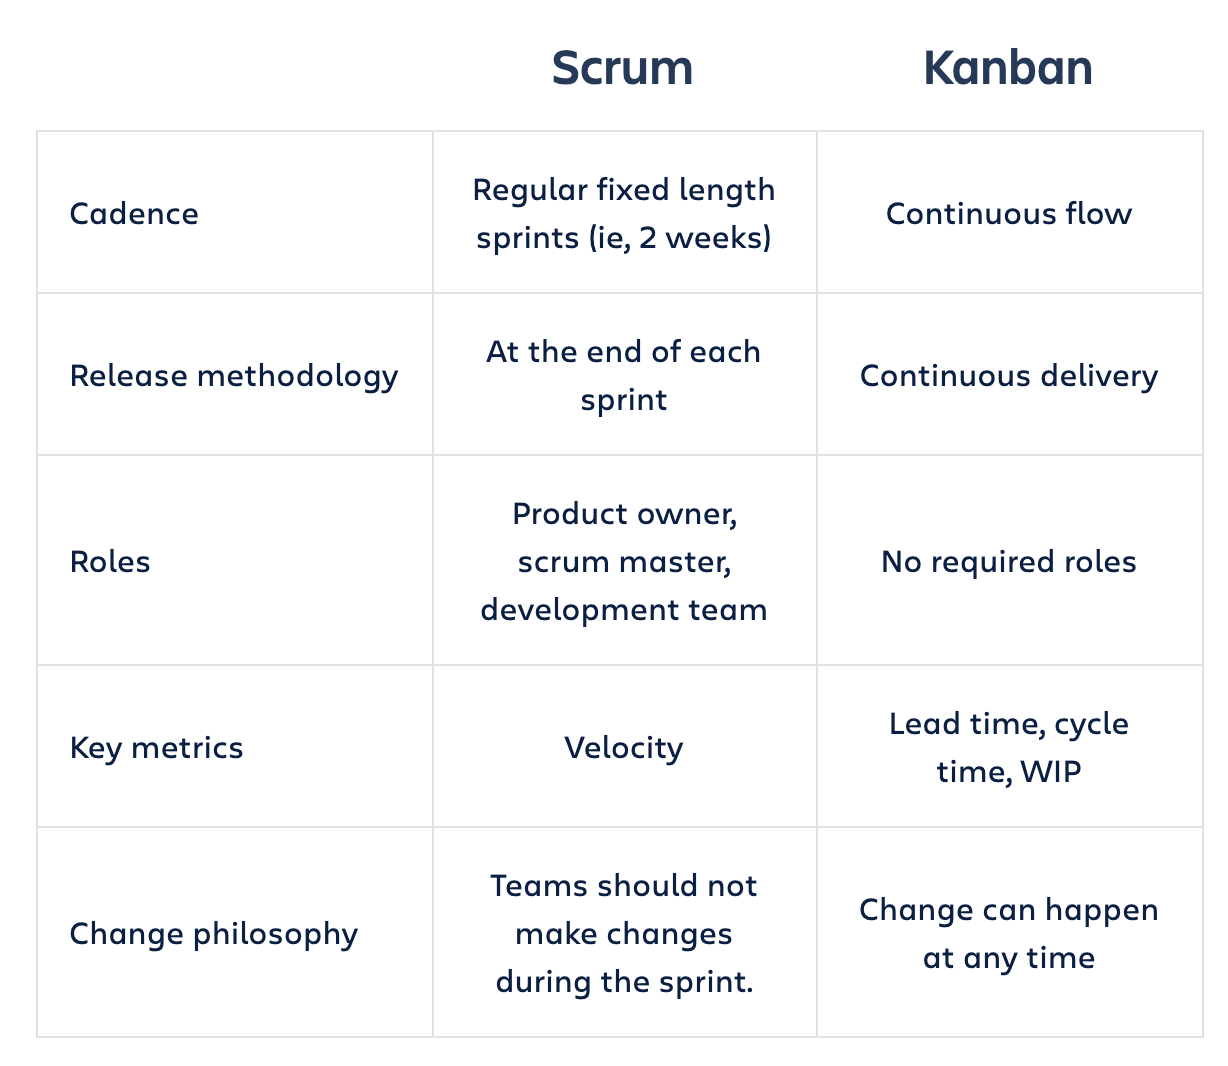 Scrum
Kanban
Cadence
Regular fixed length
sprints (ie, 2 weeks)
Continuous flow
Release methodology
At the end of each
sprint
Continuous delivery
Roles
Product owner,
scrum master,
development team
No required roles
Key metrics
Velocity
Lead time, cycle
time, WIP
Change philosophy
Teams should not
make changes
during the sprint.
Change can happen
at any time